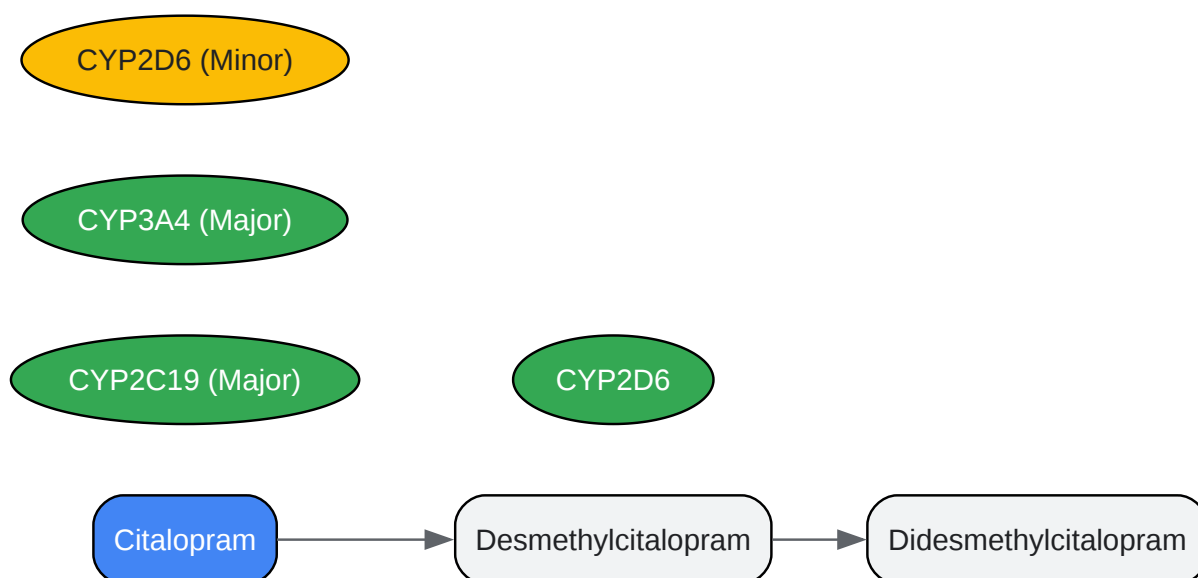 CYP2D6 (Minor)
CYP3A4 (Major)
CYP2C19 (Major)
CYP2D6
Citalopram
Desmethylcitalopram
Didesmethylcitalopram